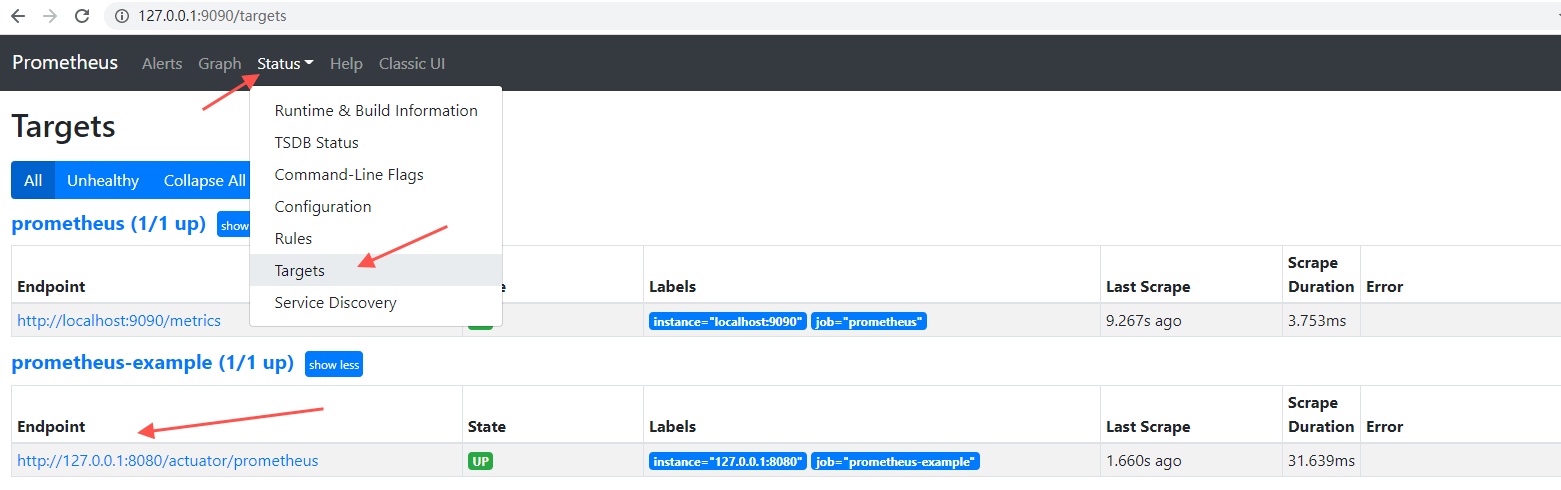 127.0.0.1:9090/targets
Prometheus Alerts Graph Status Help Classic UI
Runtime & Build Information
TSDB Status
Command-Line Flags
Configuration
Rules
Targets
Service Discovery
Targets
All Unhealthy Collapse All
prometheus (1/1 up) show
Endpoint Labels Last Scrape Scrape Duration Error
http://localhost:9090/metrics instance="localhost:9090" job="prometheus" 9.267s ago 3.753ms
prometheus-example (1/1 up) show less
Endpoint State Labels Last Scrape Scrape Duration Error
http://127.0.0.1:8080/actuator/prometheus UP instance="127.0.0.1:8080" job="prometheus-example" 1.660s ago 31.639ms